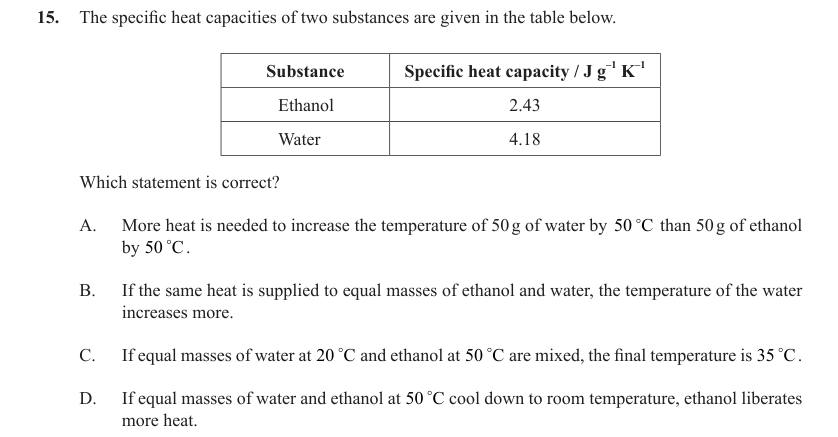 15. The specific heat capacities of two substances are given in the table below.
Substance Specific heat capacity / J g⁻¹ K⁻¹
Ethanol 2.43
Water 4.18
Which statement is correct?
A. More heat is needed to increase the temperature of 50 g of water by 50 °C than 50 g of ethanol
by 50 °C.
B. If the same heat is supplied to equal masses of ethanol and water, the temperature of the water
increases more.
C. If equal masses of water at 20 °C and ethanol at 50 °C are mixed, the final temperature is 35 °C.
D. If equal masses of water and ethanol at 50 °C cool down to room temperature, ethanol liberates
more heat.